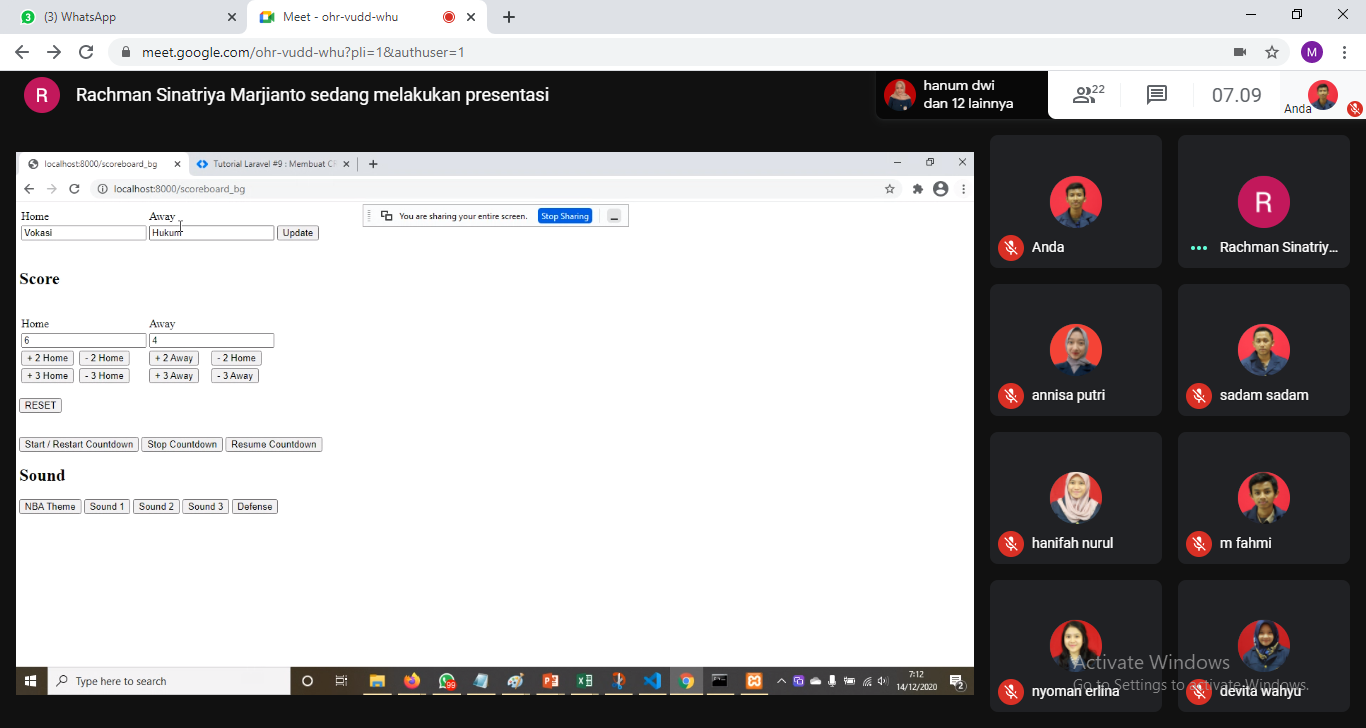 (3) WhatsApp
Meet - ohr-vudd-whu
meet.google.com/ohr-vudd-whu?pli=1&authuser=1
M
R
Rachman Sinatriya Marjianto sedang melakukan presentasi
hanum dwi
dan 12 lainnya
22
07.09
Anda
localhost:8000/scoreboard_bg
Tutorial Laravel #9 : Membuat C
localhost:8000/scoreboard_bg
You are sharing your entire screen.
Stop Sharing
Home
Away
Vokasi
Hukum
Update
Score
Home
Away
6
4
+ 2 Home
- 2 Home
+ 2 Away
- 2 Home
+ 3 Home
- 3 Home
+ 3 Away
- 3 Away
RESET
Start / Restart Countdown
Stop Countdown
Resume Countdown
Sound
NBA Theme
Sound 1
Sound 2
Sound 3
Defense
Type here to search
99
7:12
14/12/2020
2
Anda
R
Rachman Sinatriy...
annisa putri
sadam sadam
hanifah nurul
m fahmi
nyoman erlina
devita wahyu
Activate Windows
Go to Settings to activate Windows.